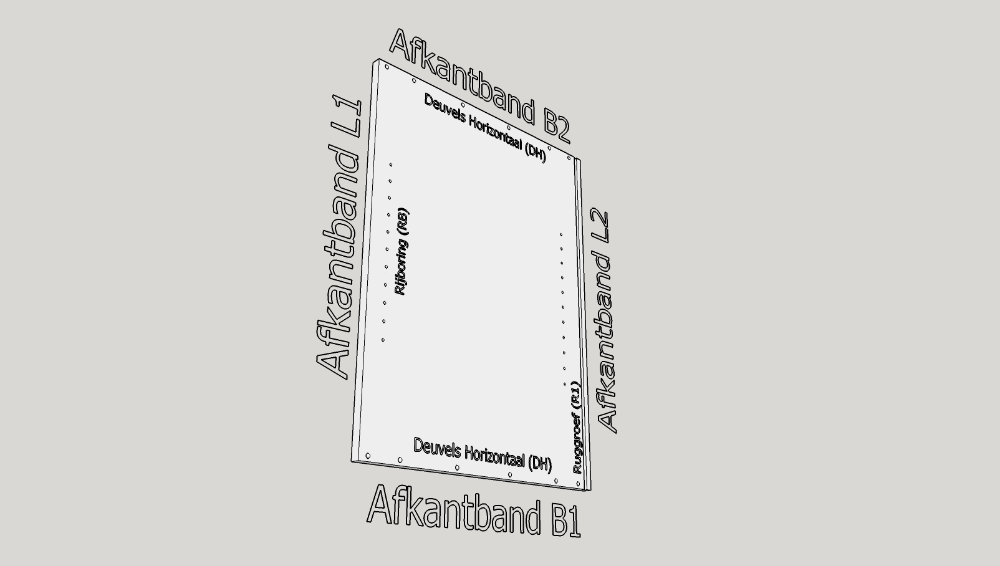 Afkantband B2
Deuvels Horizontaal (DH)
Afkantband L1
Rijboring (RB)
Afkantband L2
Ruggroef (R1)
Deuvels Horizontaal (DH)
Afkantband B1